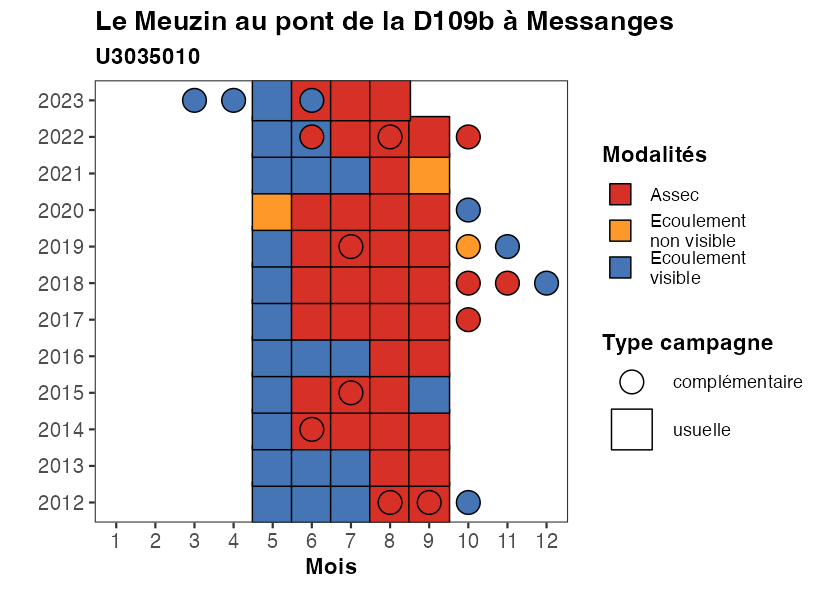 Le Meuzin au pont de la D109b à Messanges
U3035010
2023
2022
2021
2020
2019
2018
2017
2016
2015
2014
2013
2012
1 2 3 4 5 6 7 8 9 10 11 12
Mois
Modalités
Assec
Ecoulement
non visible
Ecoulement
visible
Type campagne
complémentaire
usuelle